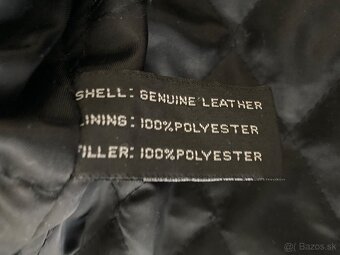 SHELL: GENUINE LEATHER
LINING: 100%POLYESTER
FILLER: 100%POLYESTER
Bazos.sk